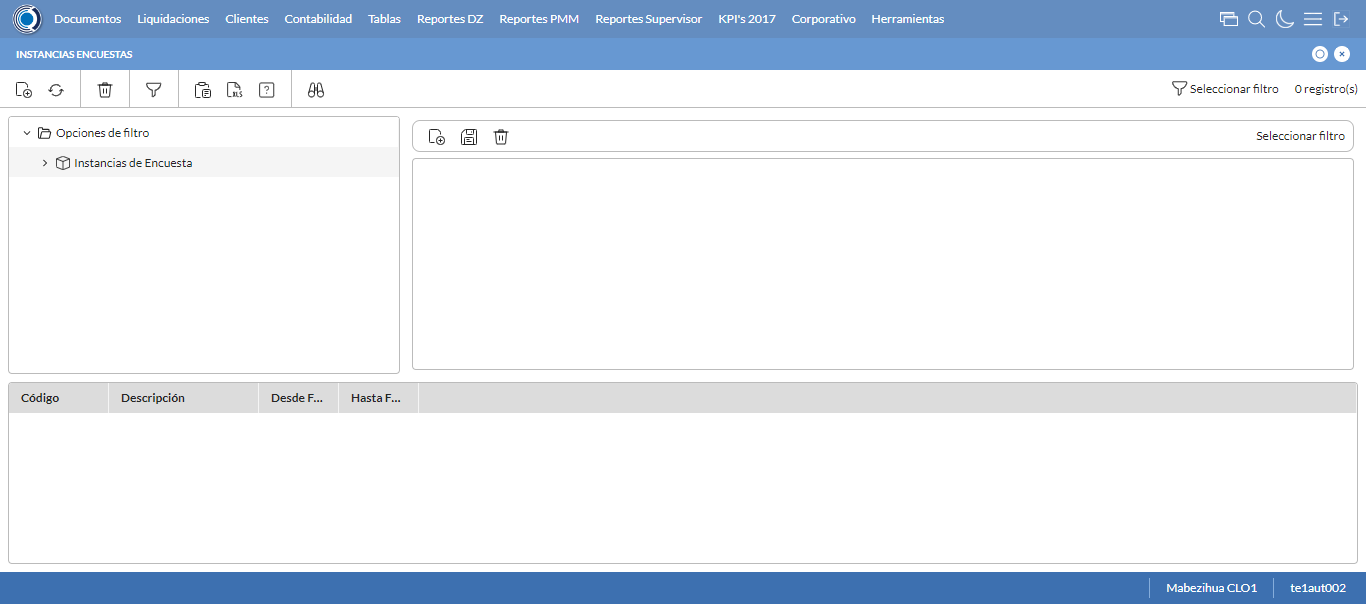 Documentos Liquidaciones Clientes Contabilidad Tablas Reportes DZ Reportes PMM Reportes Supervisor KPI's 2017 Corporativo Herramientas
INSTANCIAS ENCUESTAS
XLS ? Seleccionar filtro 0 registro(s)
Opciones de filtro
Seleccionar filtro
Instancias de Encuesta
Código Descripción Desde F... Hasta F...
Mabezihua CLO1 te1aut002